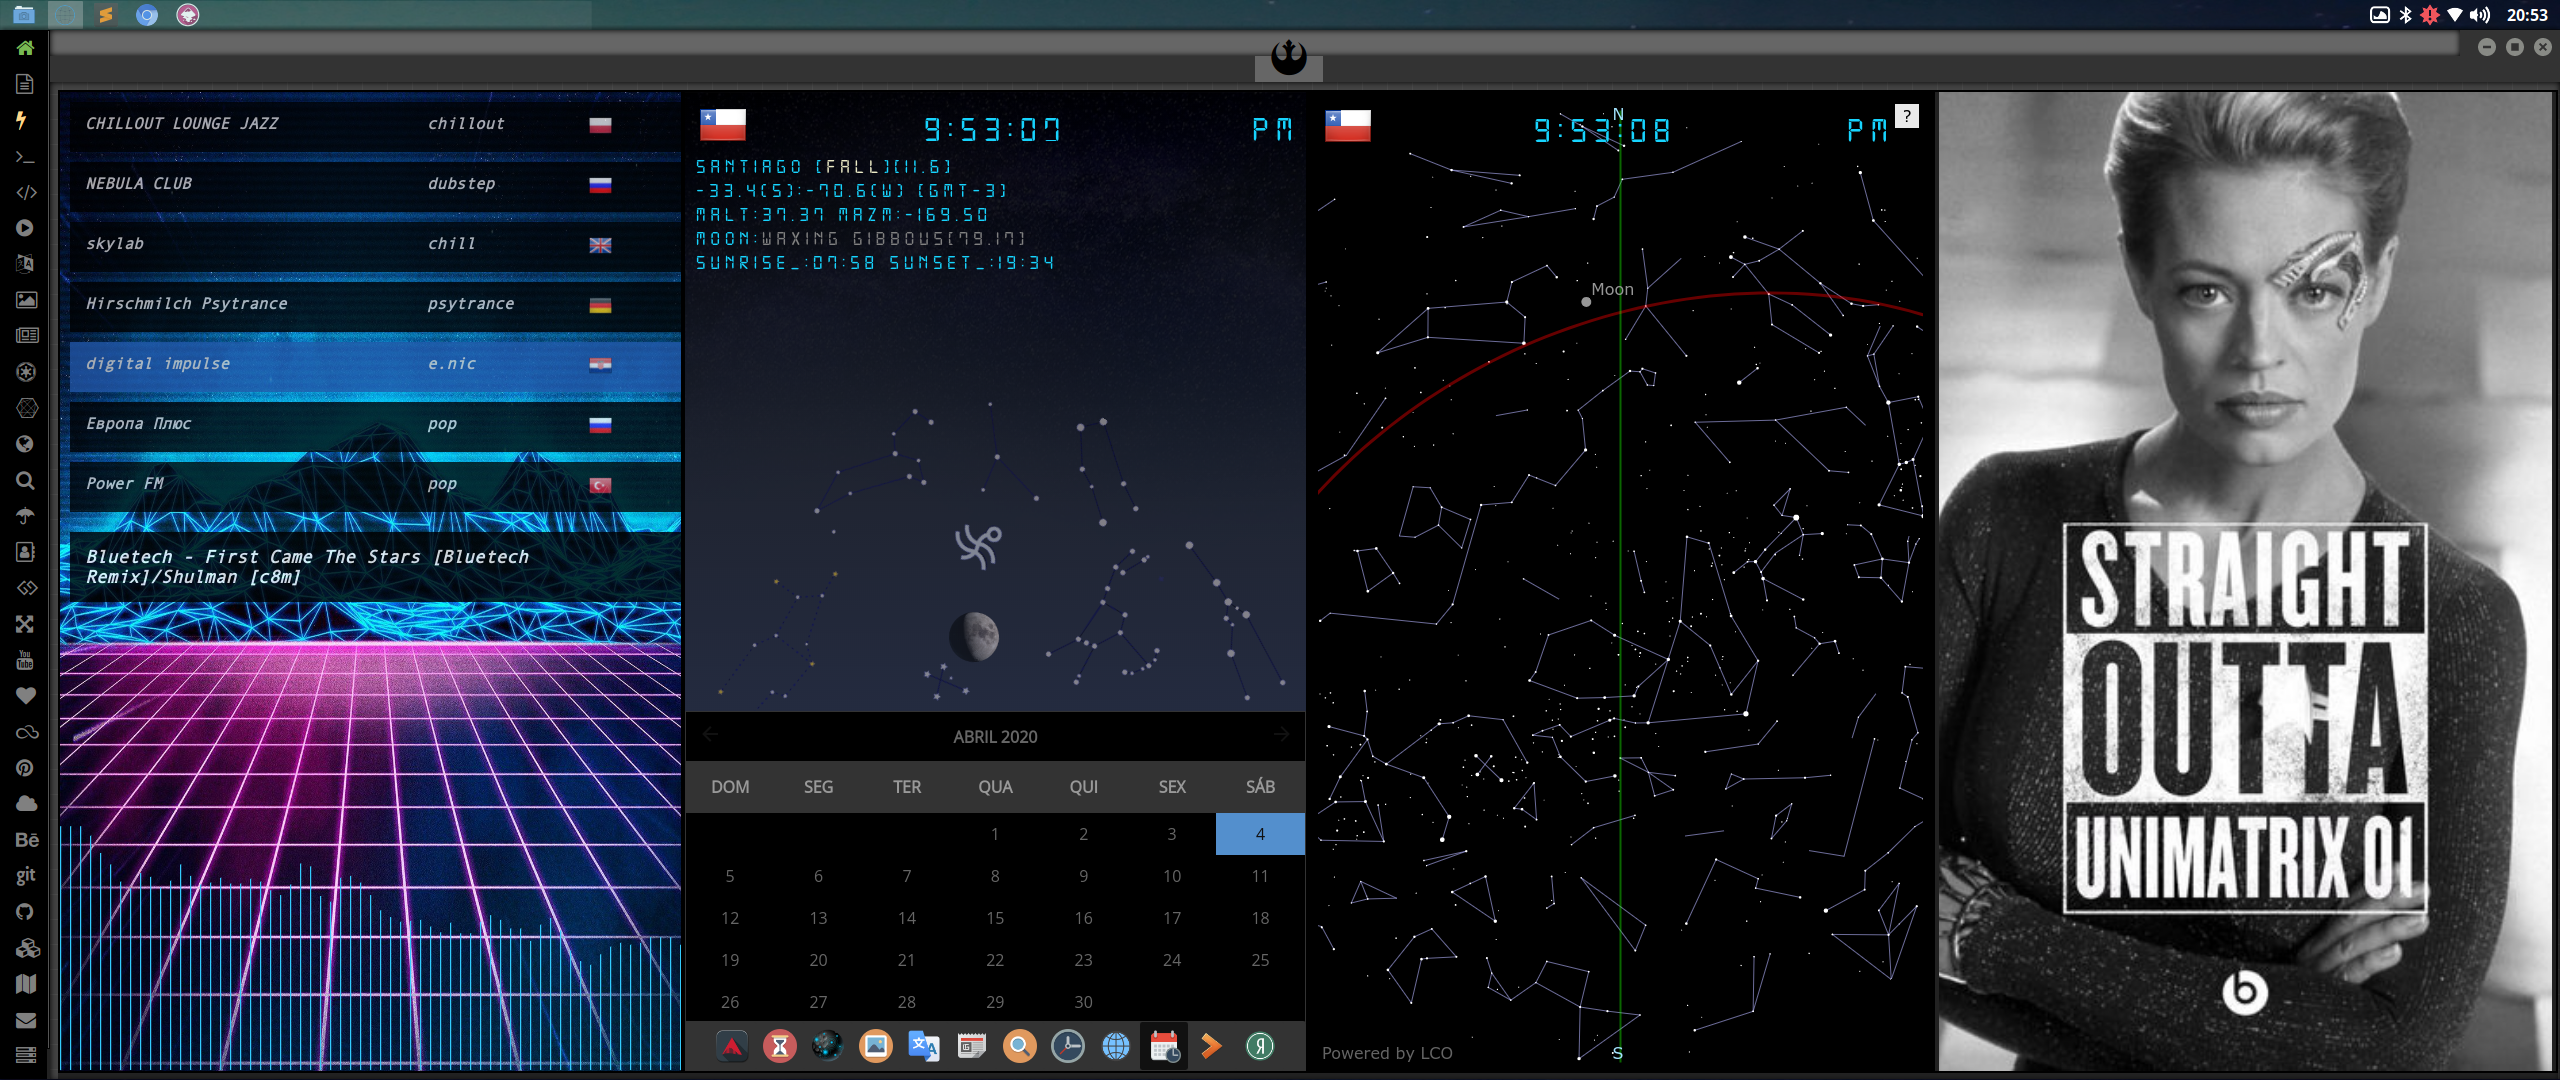 20:53
CHILLOUT LOUNGE JAZZ chillout
NEBULA CLUB dubstep
skylab chill
Hirschmilch Psytrance psytrance
digital impulse e.nic
Европа Плюс pop
Power FM pop
Bluetech - First Came The Stars [Bluetech
Remix]/Shulman [c8m]
You
Tube
Bē
git
9:53:07 PM
SANTIAGO [FALL][11.6]
-33.4(S):-70.6(W) [GMT-3]
MALT:37.37 MAZM:-169.50
MOON:WAXING GIBBOUS[79.17]
SUNRISE_:07:58 SUNSET_:19:34
ABRIL 2020
DOM SEG TER QUA QUI SEX SÁB
1 2 3 4
5 6 7 8 9 10 11
12 13 14 15 16 17 18
19 20 21 22 23 24 25
26 27 28 29 30
9:53:08 PM
?
N
Moon
S
Powered by LCO
STRAIGHT
OUTTA
UNIMATRIX 01
b